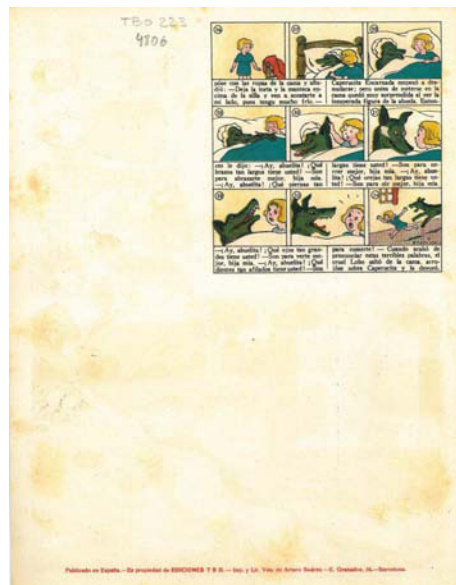 TBO 223
4806
poloc con las ropas de la cama y aña-
dió: —Deja la torta y la manteca en-
cima de la silla y ven a acostarte a
mi lado, pues tengo mucho frío. —
Caperucita Encarnada empezó a des-
nudarse; pero antes de meterse en la
cama quedó muy sorprendida al ver la
inesperada figura de la abuela. Enton-
ces le dijo: —¡Ay, abuelita! ¡Qué
brazos tan largos tiene usted! —Son
para abrazarte mejor, hija mía.
—¡Ay, abuelita! ¡Qué piernas tan
largas tiene usted! —Son para co-
rrer mejor, hija mía. —¡Ay, abue-
lita! ¡Qué orejas tan largas tiene us-
ted! —Son para oír mejor, hija mía
—¡Ay, abuelita! ¡Qué ojos tan gran-
des tiene usted! —Son para verte me-
jor, hija mía. —¡Ay, abuelita! ¡Qué
dientes tan afilados tiene usted! —Son
para comerte! — Cuando acabó de
pronunciar estas terribles palabras, el
cruel Lobo saltó de la cama, arro-
jóse sobre Caperucita y la devoró.
Publicado en España. - Es propiedad de EDICIONES T B O. - Imp. y Lit. Vda. de Arturo Suárez. - C. Granados, 14. - Barcelona